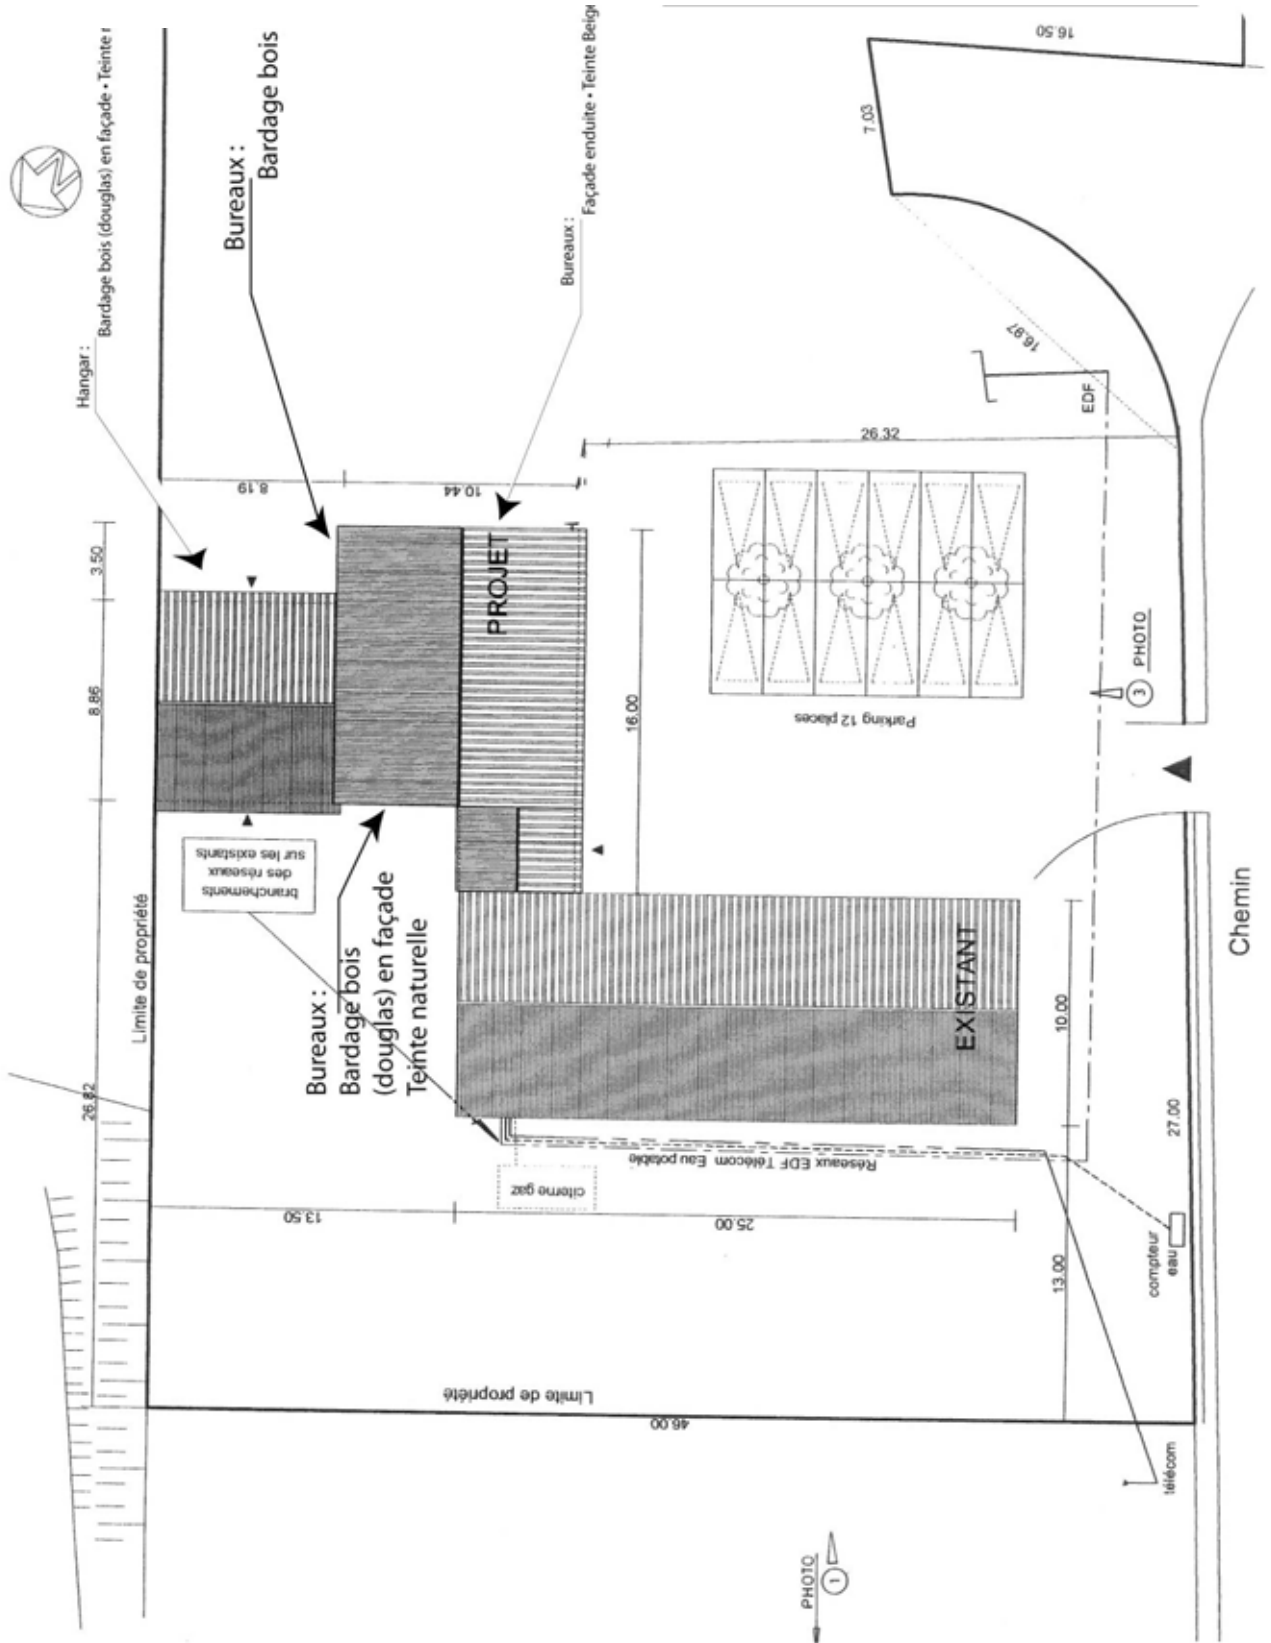 Hangar :
Bardage bois (douglas) en façade • Teinte
Bureaux :
Bardage bois
Bureaux :
Façade enduite • Teinte Beige
Bureaux :
Bardage bois
(douglas) en façade
Teinte naturelle
Limite de propriété
branchements
des réseaux
sur les existants
PROJET
EXISTANT
Parking 12 places
EDF
3
PHOTO
Chemin
Réseaux EDF Télécom Eau potable
citerne gaz
compteur
eau
télécom
Limite de propriété
PHOTO
1
16.50
7.03
16.97
26.32
8.19
10.44
3.50
8.86
26.82
16.00
10.00
27.00
13.50
25.00
13.00
46.00